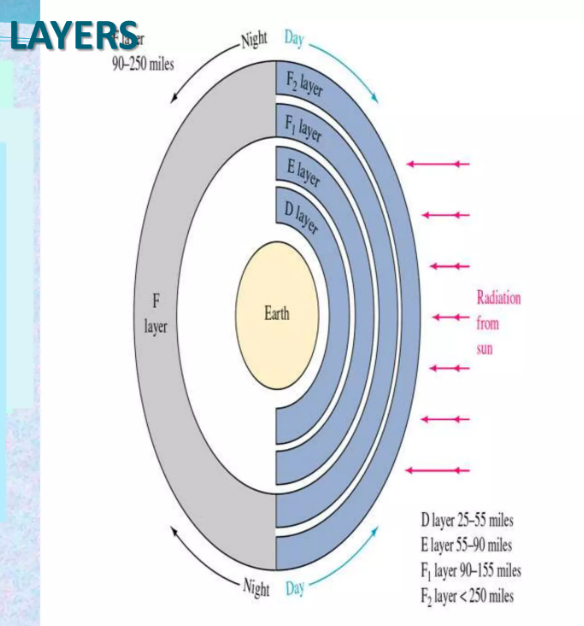 LAYERS
layer
90–250 miles
Night Day
F₂ layer
F₁ layer
E layer
D layer
Earth
F
layer
Radiation
from
sun
D layer 25–55 miles
E layer 55–90 miles
F₁ layer 90–155 miles
F₂ layer < 250 miles
Night Day